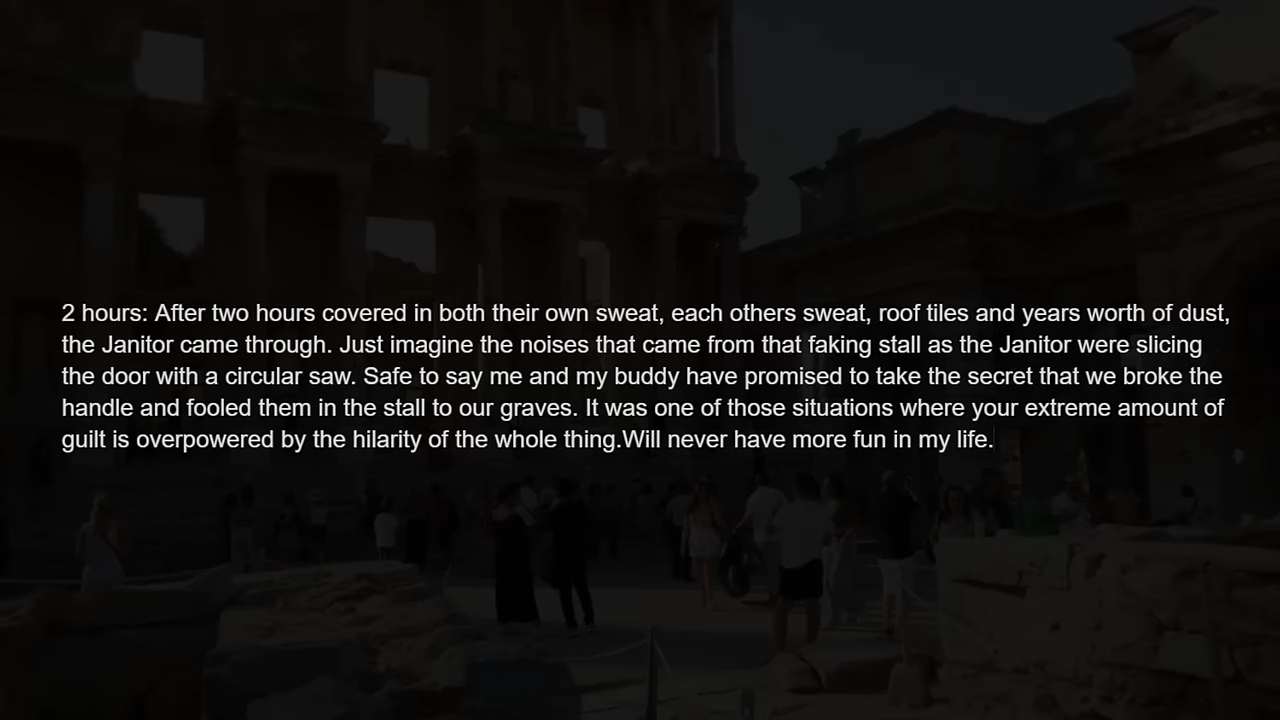 2 hours: After two hours covered in both their own sweat, each others sweat, roof tiles and years worth of dust,
the Janitor came through. Just imagine the noises that came from that faking stall as the Janitor were slicing
the door with a circular saw. Safe to say me and my buddy have promised to take the secret that we broke the
handle and fooled them in the stall to our graves. It was one of those situations where your extreme amount of
guilt is overpowered by the hilarity of the whole thing.Will never have more fun in my life.